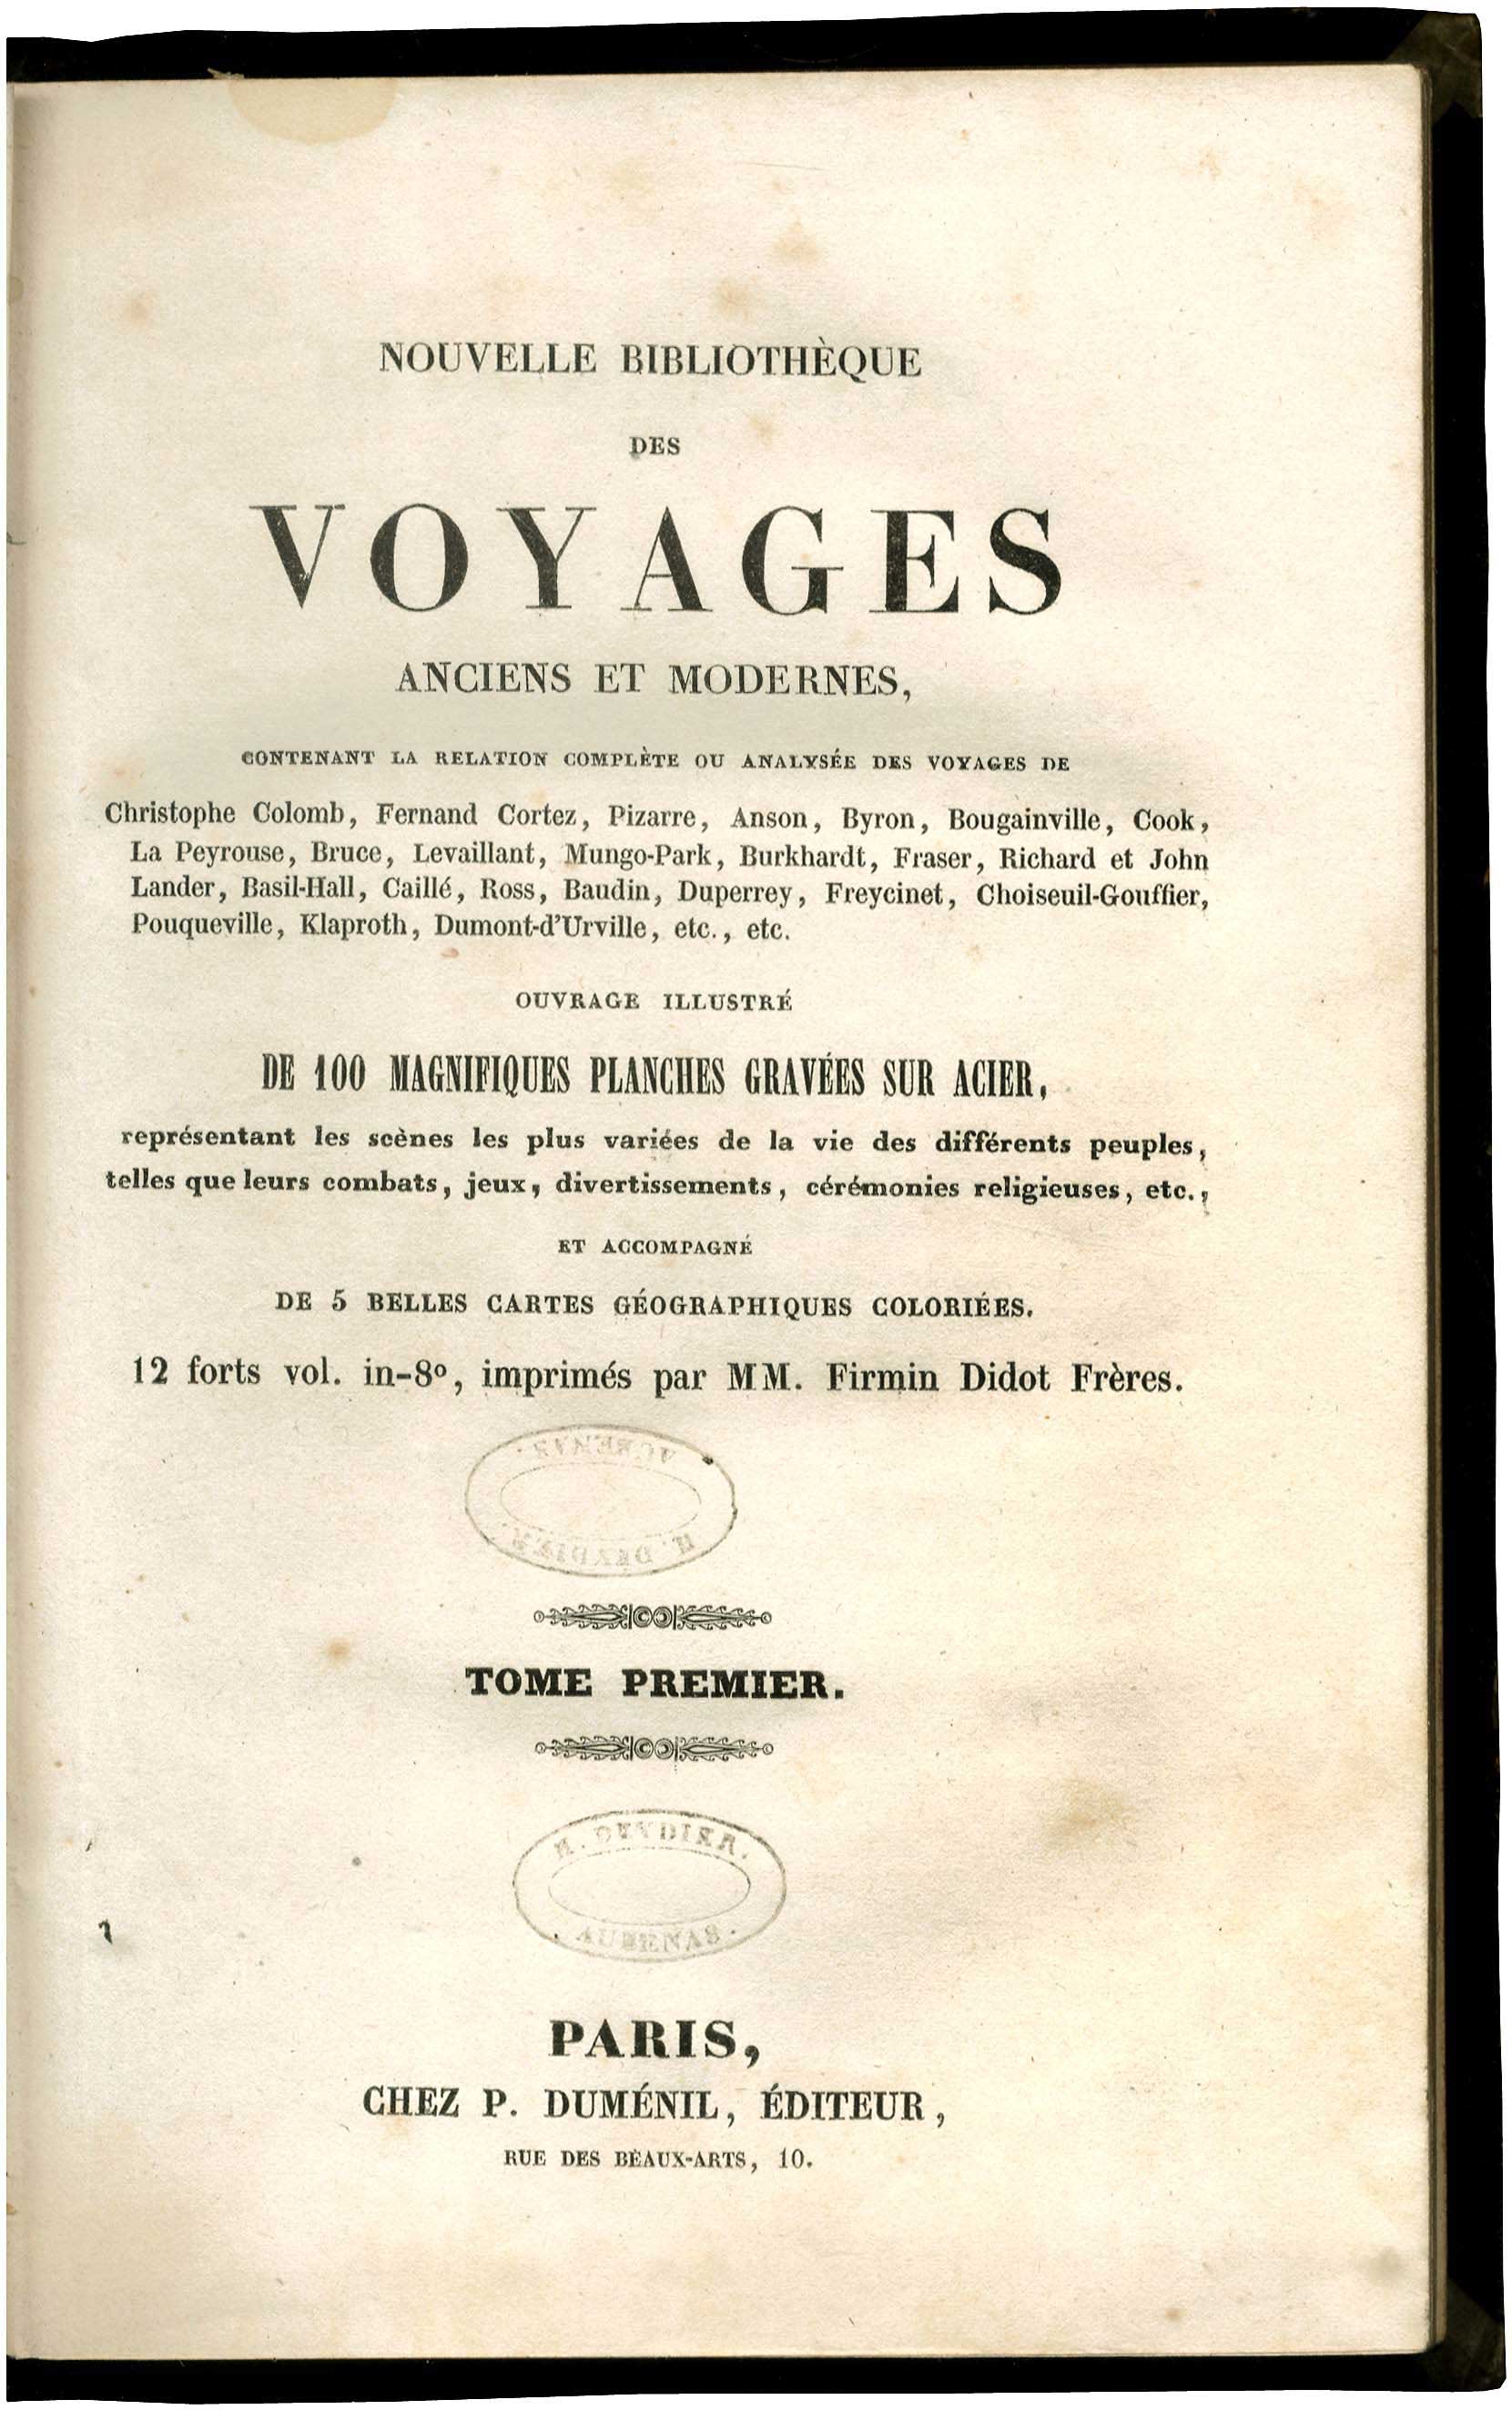 NOUVELLE BIBLIOTHÈQUE
DES
VOYAGES
ANCIENS ET MODERNES,
CONTENANT LA RELATION COMPLÈTE OU ANALYSÉE DES VOYAGES DE
Christophe Colomb, Fernand Cortez, Pizarre, Anson, Byron, Bougainville, Cook,
La Peyrouse, Bruce, Levaillant, Mungo-Park, Burkhardt, Fraser, Richard et John
Lander, Basil-Hall, Caillé, Ross, Baudin, Duperrey, Freycinet, Choiseuil-Gouffier,
Pouqueville, Klaproth, Dumont-d'Urville, etc., etc.
OUVRAGE ILLUSTRÉ
DE 100 MAGNIFIQUES PLANCHES GRAVÉES SUR ACIER,
représentant les scènes les plus variées de la vie des différents peuples,
telles que leurs combats, jeux, divertissements, cérémonies religieuses, etc.,
ET ACCOMPAGNÉ
DE 5 BELLES CARTES GÉOGRAPHIQUES COLORIÉES.
12 forts vol. in-8º, imprimés par MM. Firmin Didot Frères.
AUBENAS
H. DEYDIER
TOME PREMIER.
H. DEYDIER.
AUBENAS
PARIS,
CHEZ P. DUMÉNIL, ÉDITEUR,
RUE DES BEAUX-ARTS, 10.